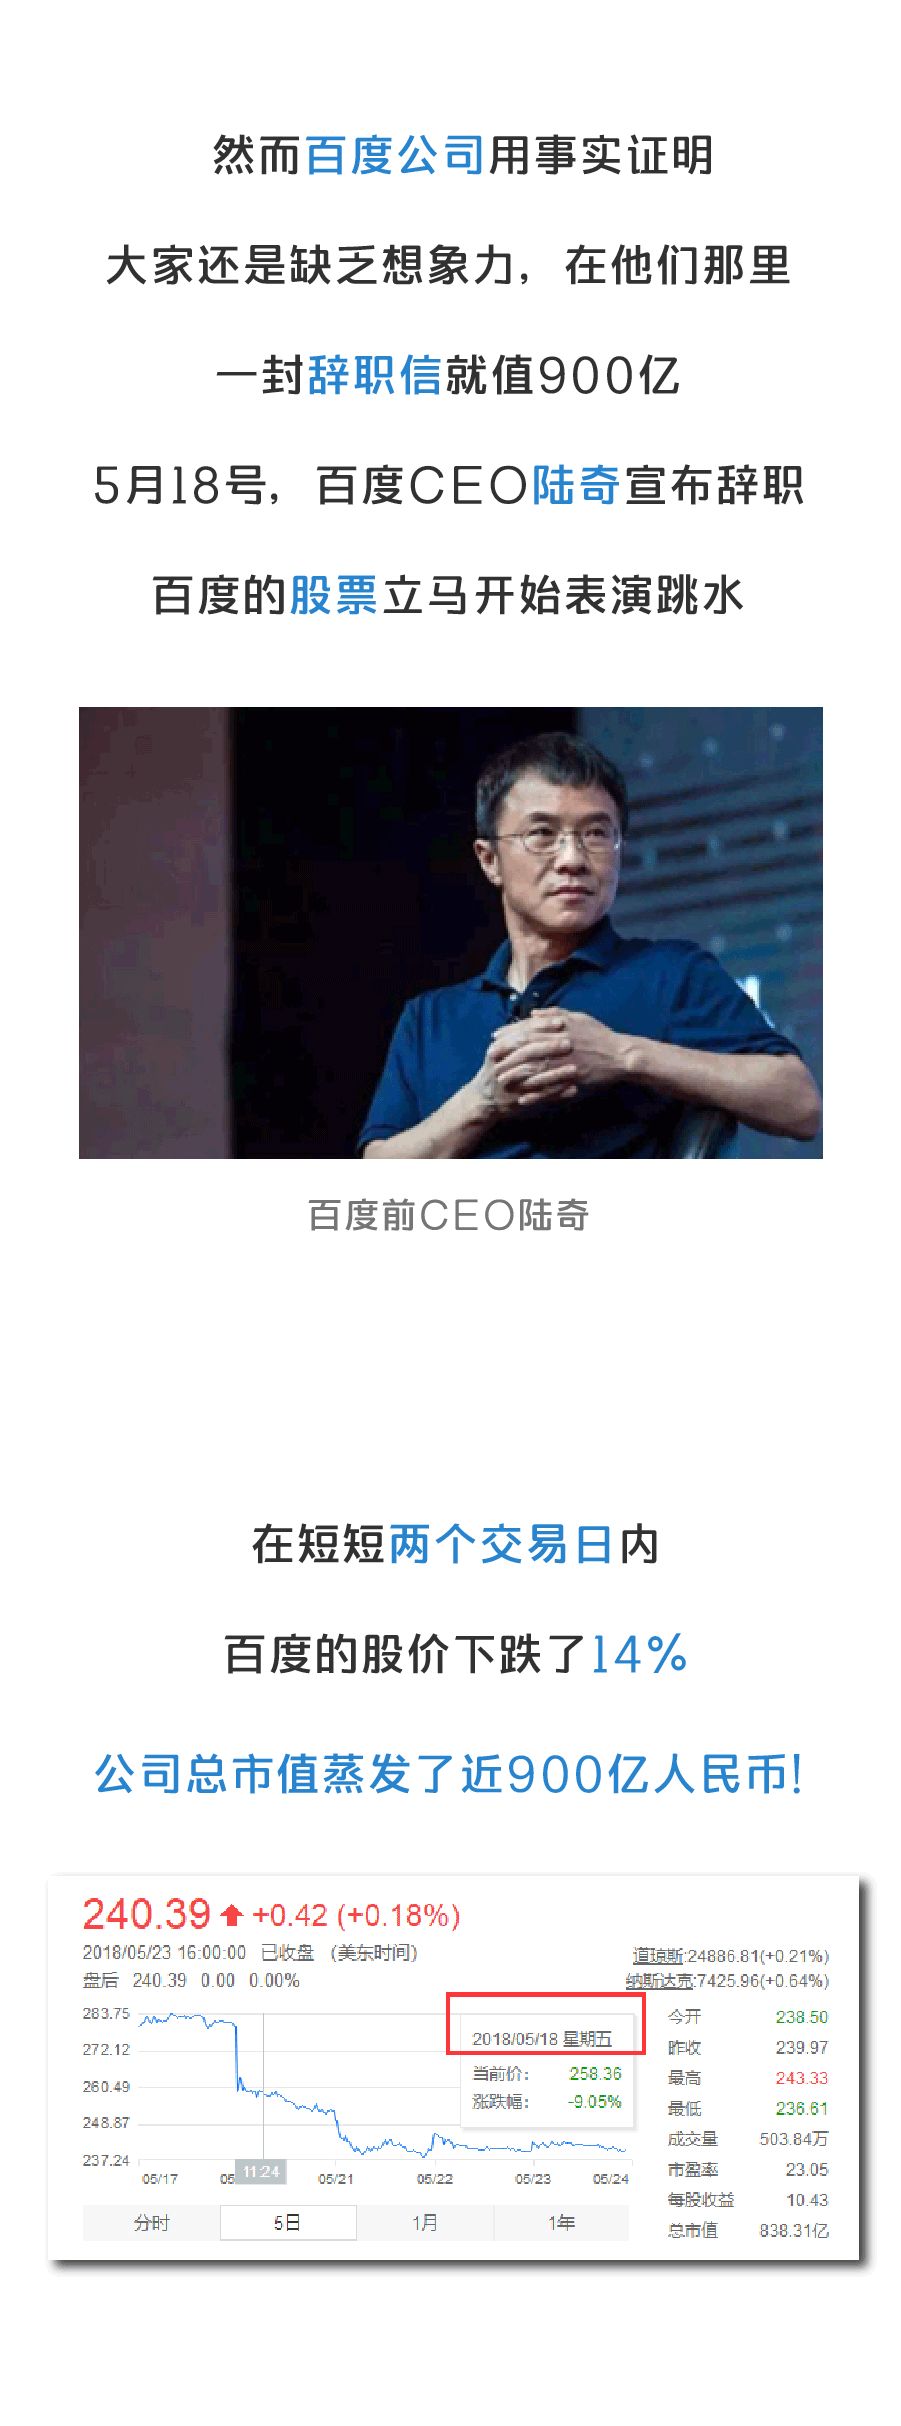 然而百度公司用事实证明
大家还是缺乏想象力，在他们那里
一封辞职信就值900亿
5月18号，百度CEO陆奇宣布辞职
百度的股票立马开始表演跳水
百度前CEO陆奇
在短短两个交易日内
百度的股价下跌了14%
公司总市值蒸发了近900亿人民币！
240.39 +0.42 (+0.18%)
2018/05/23 16:00:00 已收盘 （美东时间）
盘后 240.39 0.00 0.00%
道琼斯:24886.81(+0.21%)
纳斯达克:7425.96(+0.64%)
283.75
272.12
260.49
248.87
237.24
2018/05/18 星期五
当前价： 258.36
涨跌幅： -9.05%
05/17 05 11:24 05/21 05/22 05/23 05/24
分时 5日 1月 1年
今开 238.50
昨收 239.97
最高 243.33
最低 236.61
成交量 503.84万
市盈率 23.05
每股收益 10.43
总市值 838.31亿